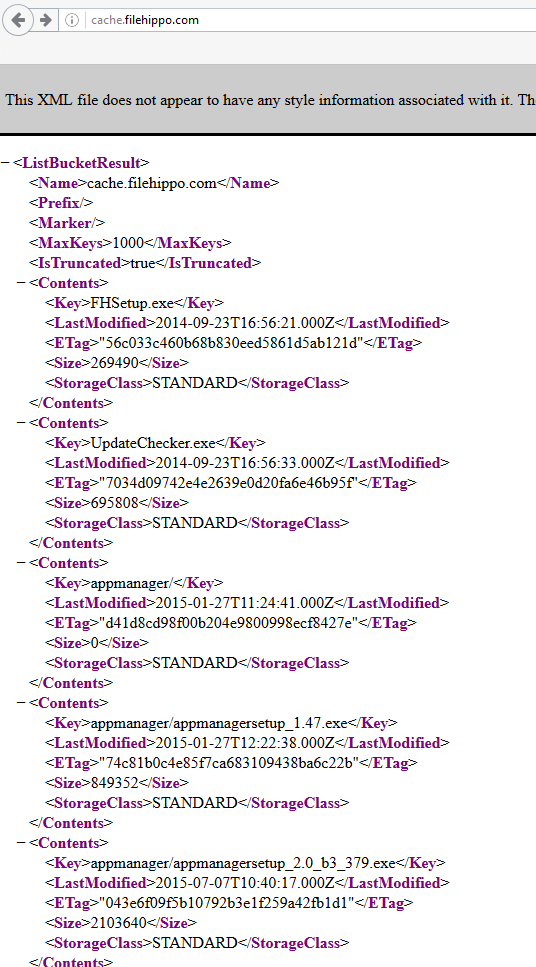 cache.filehippo.com
This XML file does not appear to have any style information associated with it. Th
− <ListBucketResult>
<Name>cache.filehippo.com</Name>
<Prefix/>
<Marker/>
<MaxKeys>1000</MaxKeys>
<IsTruncated>true</IsTruncated>
− <Contents>
<Key>FHSetup.exe</Key>
<LastModified>2014-09-23T16:56:21.000Z</LastModified>
<ETag>"56c033c460b68b830eed5861d5ab121d"</ETag>
<Size>269490</Size>
<StorageClass>STANDARD</StorageClass>
</Contents>
− <Contents>
<Key>UpdateChecker.exe</Key>
<LastModified>2014-09-23T16:56:33.000Z</LastModified>
<ETag>"7034d09742e4e2639e0d20fa6e46b95f"</ETag>
<Size>695808</Size>
<StorageClass>STANDARD</StorageClass>
</Contents>
− <Contents>
<Key>appmanager/</Key>
<LastModified>2015-01-27T11:24:41.000Z</LastModified>
<ETag>"d41d8cd98f00b204e9800998ecf8427e"</ETag>
<Size>0</Size>
<StorageClass>STANDARD</StorageClass>
</Contents>
− <Contents>
<Key>appmanager/appmanagersetup_1.47.exe</Key>
<LastModified>2015-01-27T12:22:38.000Z</LastModified>
<ETag>"74c81b0c4e85f7ca683109438ba6c22b"</ETag>
<Size>849352</Size>
<StorageClass>STANDARD</StorageClass>
</Contents>
− <Contents>
<Key>appmanager/appmanagersetup_2.0_b3_379.exe</Key>
<LastModified>2015-07-07T10:40:17.000Z</LastModified>
<ETag>"043e6f09f5b10792b3e1f259a42fb1d1"</ETag>
<Size>2103640</Size>
<StorageClass>STANDARD</StorageClass>
</Contents>